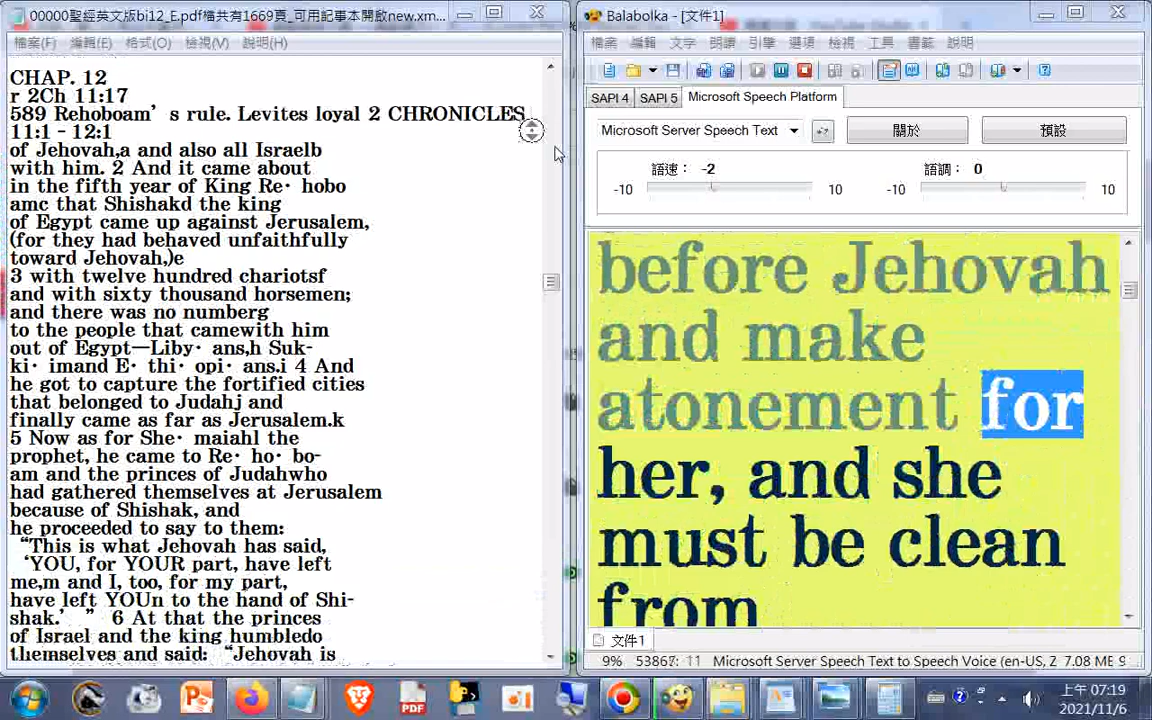 00000聖經英文版bi12_E.pdf檔共有1669頁_可用記事本開啟new.xm...
檔案(F) 編輯(E) 格式(O) 檢視(V) 說明(H)
CHAP. 12
r 2Ch 11:17
589 Rehoboam’s rule. Levites loyal 2 CHRONICLES
11:1 - 12:1
of Jehovah,a and also all Israelb
with him. 2 And it came about
in the fifth year of King Re· hobo
amc that Shishakd the king
of Egypt came up against Jerusalem,
(for they had behaved unfaithfully
toward Jehovah,)e
3 with twelve hundred chariotsf
and with sixty thousand horsemen;
and there was no numberg
to the people that camewith him
out of Egypt—Liby· ans,h Suk-
ki· imand E· thi· opi· ans.i 4 And
he got to capture the fortified cities
that belonged to Judahj and
finally came as far as Jerusalem.k
5 Now as for She· maiahl the
prophet, he came to Re· ho· bo-
am and the princes of Judahwho
had gathered themselves at Jerusalem
because of Shishak, and
he proceeded to say to them:
“This is what Jehovah has said,
‘YOU, for YOUR part, have left
me,m and I, too, for my part,
have left YOUn to the hand of Shi-
shak.’ ” 6 At that the princes
of Israel and the king humbledo
themselves and said: “Jehovah is
Balabolka - [文件1]
檔案 編輯 文字 朗讀 引擎 選項 檢視 工具 書籤 說明
SAPI 4 SAPI 5 Microsoft Speech Platform
Microsoft Server Speech Text 關於 預設
語速: -2 語調: 0
-10 10 -10 10
before Jehovah
and make
atonement for
her, and she
must be clean
from
文件1
9% 53867: 11 Microsoft Server Speech Text to Speech Voice (en-US, Z 7.08 MB 9
上午 07:19
2021/11/6